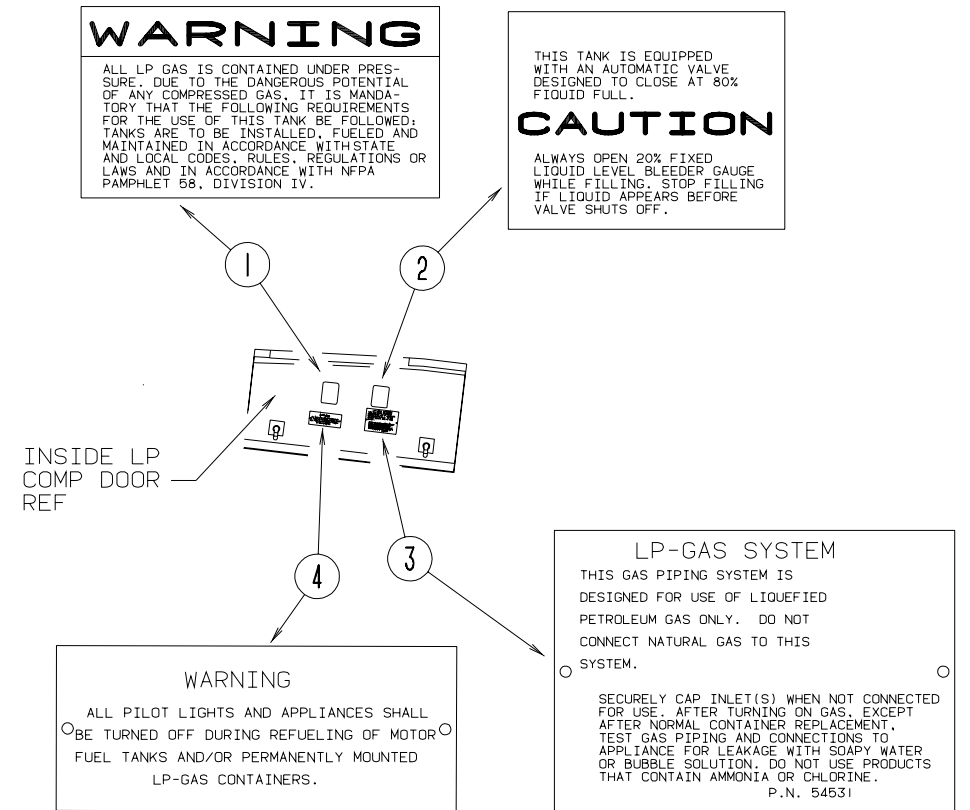 WARNING
ALL LP GAS IS CONTAINED UNDER PRES-
SURE. DUE TO THE DANGEROUS POTENTIAL
OF ANY COMPRESSED GAS, IT IS MANDA-
TORY THAT THE FOLLOWING REQUIREMENTS
FOR THE USE OF THIS TANK BE FOLLOWED:
TANKS ARE TO BE INSTALLED, FUELED AND
MAINTAINED IN ACCORDANCE WITH STATE
AND LOCAL CODES, RULES, REGULATIONS OR
LAWS AND IN ACCORDANCE WITH NFPA
PAMPHLET 58, DIVISION IV.
THIS TANK IS EQUIPPED
WITH AN AUTOMATIC VALVE
DESIGNED TO CLOSE AT 80%
FIQUID FULL.
CAUTION
ALWAYS OPEN 20% FIXED
LIQUID LEVEL BLEEDER GAUGE
WHILE FILLING. STOP FILLING
IF LIQUID APPEARS BEFORE
VALVE SHUTS OFF.
1
2
INSIDE LP
COMP DOOR
REF
4
3
WARNING
ALL PILOT LIGHTS AND APPLIANCES SHALL
BE TURNED OFF DURING REFUELING OF MOTOR
FUEL TANKS AND/OR PERMANENTLY MOUNTED
LP-GAS CONTAINERS.
LP-GAS SYSTEM
THIS GAS PIPING SYSTEM IS
DESIGNED FOR USE OF LIQUEFIED
PETROLEUM GAS ONLY. DO NOT
CONNECT NATURAL GAS TO THIS
SYSTEM.
SECURELY CAP INLET(S) WHEN NOT CONNECTED
FOR USE. AFTER TURNING ON GAS, EXCEPT
AFTER NORMAL CONTAINER REPLACEMENT,
TEST GAS PIPING AND CONNECTIONS TO
APPLIANCE FOR LEAKAGE WITH SOAPY WATER
OR BUBBLE SOLUTION. DO NOT USE PRODUCTS
THAT CONTAIN AMMONIA OR CHLORINE.
P.N. 54531